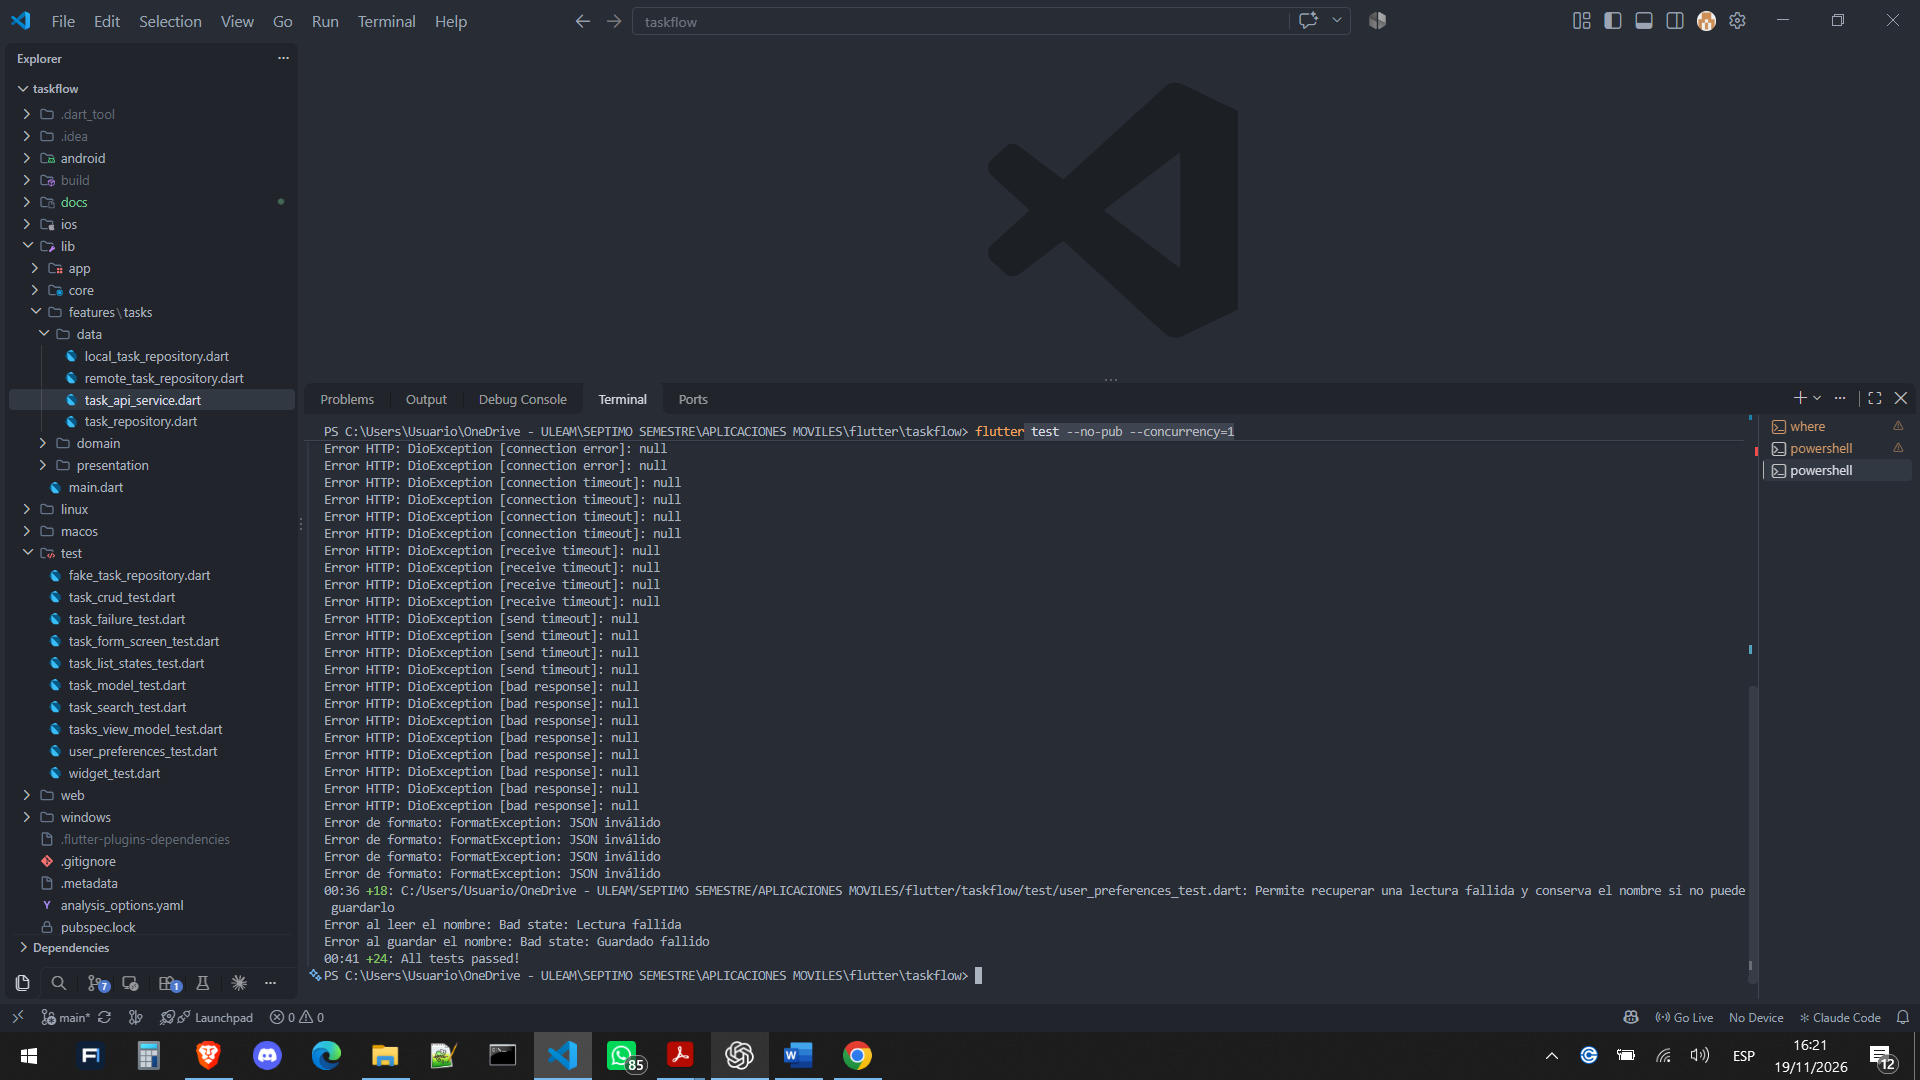 File Edit Selection View Go Run Terminal Help
taskflow
Explorer
taskflow
.dart_tool
.idea
android
build
docs
ios
lib
app
core
features\tasks
data
local_task_repository.dart
remote_task_repository.dart
task_api_service.dart
task_repository.dart
domain
presentation
main.dart
linux
macos
test
fake_task_repository.dart
task_crud_test.dart
task_failure_test.dart
task_form_screen_test.dart
task_list_states_test.dart
task_model_test.dart
task_search_test.dart
tasks_view_model_test.dart
user_preferences_test.dart
widget_test.dart
web
windows
.flutter-plugins-dependencies
.gitignore
.metadata
analysis_options.yaml
pubspec.lock
Dependencies
7
1
Problems Output Debug Console Terminal Ports
PS C:\Users\Usuario\OneDrive - ULEAM\SEPTIMO SEMESTRE\APLICACIONES MOVILES\flutter\taskflow> flutter test --no-pub --concurrency=1
Error HTTP: DioException [connection error]: null
Error HTTP: DioException [connection error]: null
Error HTTP: DioException [connection timeout]: null
Error HTTP: DioException [connection timeout]: null
Error HTTP: DioException [connection timeout]: null
Error HTTP: DioException [connection timeout]: null
Error HTTP: DioException [receive timeout]: null
Error HTTP: DioException [receive timeout]: null
Error HTTP: DioException [receive timeout]: null
Error HTTP: DioException [receive timeout]: null
Error HTTP: DioException [send timeout]: null
Error HTTP: DioException [send timeout]: null
Error HTTP: DioException [send timeout]: null
Error HTTP: DioException [send timeout]: null
Error HTTP: DioException [bad response]: null
Error HTTP: DioException [bad response]: null
Error HTTP: DioException [bad response]: null
Error HTTP: DioException [bad response]: null
Error HTTP: DioException [bad response]: null
Error HTTP: DioException [bad response]: null
Error HTTP: DioException [bad response]: null
Error HTTP: DioException [bad response]: null
Error de formato: FormatException: JSON inválido
Error de formato: FormatException: JSON inválido
Error de formato: FormatException: JSON inválido
Error de formato: FormatException: JSON inválido
00:36 +18: C:/Users/Usuario/OneDrive - ULEAM/SEPTIMO SEMESTRE/APLICACIONES MOVILES/flutter/taskflow/test/user_preferences_test.dart: Permite recuperar una lectura fallida y conserva el nombre si no puede
guardarlo
Error al leer el nombre: Bad state: Lectura fallida
Error al guardar el nombre: Bad state: Guardado fallido
00:41 +24: All tests passed!
PS C:\Users\Usuario\OneDrive - ULEAM\SEPTIMO SEMESTRE\APLICACIONES MOVILES\flutter\taskflow>
where
powershell
powershell
main* Launchpad 0 0 Go Live No Device Claude Code
85
ESP
16:21
19/11/2026
12